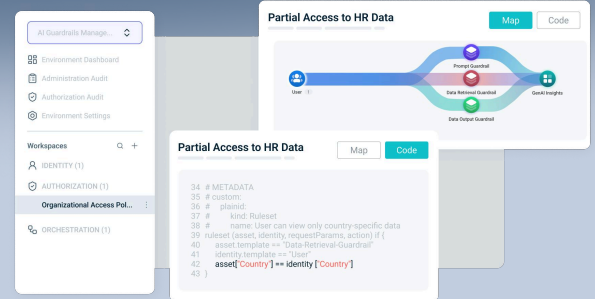 AI Guardrails Manage...
Environment Dashboard
Administration Audit
Authorization Audit
Environment Settings
Workspaces
IDENTITY (1)
AUTHORIZATION (1)
Organizational Access Pol...
ORCHESTRATION (1)
Partial Access to HR Data
Map
Code
User
Prompt Guardrail
Data Retrieval Guardrail
Data Output Guardrail
GenAI Insights
Partial Access to HR Data
Map
Code
34 # METADATA
35 # custom:
36 # plainid:
37 # kind: Ruleset
38 # name: User can view only country-specific data
39 ruleset (asset, identity, requestParams, action) if {
40 asset.template == "Data-Retrieval-Guardrail"
41 identity.template == "User"
42 asset["Country"] == identity ["Country"]
43 }